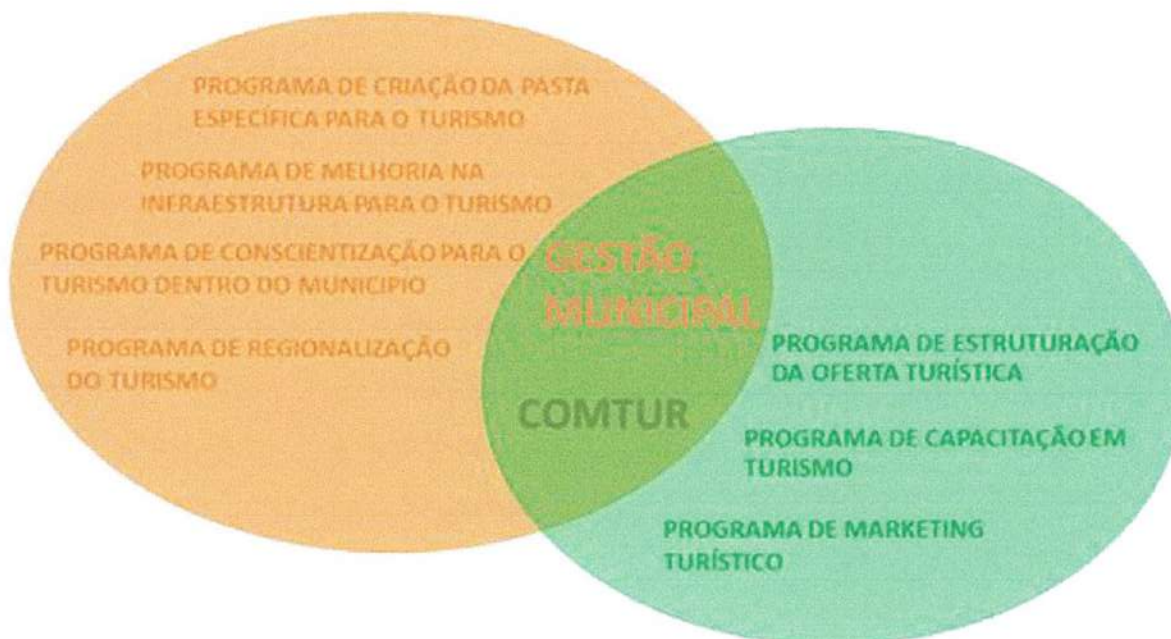 PROGRAMA DE CRIAÇÃO DA PASTA
ESPECÍFICA PARA O TURISMO
PROGRAMA DE MELHORIA NA
INFRAESTRUTURA PARA O TURISMO
PROGRAMA DE CONSCIENTIZAÇÃO PARA O
TURISMO DENTRO DO MUNICIPIO
PROGRAMA DE REGIONALIZAÇÃO
DO TURISMO
GESTÃO
MUNICIPAL
COMTUR
PROGRAMA DE ESTRUTURAÇÃO
DA OFERTA TURÍSTICA
PROGRAMA DE CAPACITAÇÃO EM
TURISMO
PROGRAMA DE MARKETING
TURÍSTICO